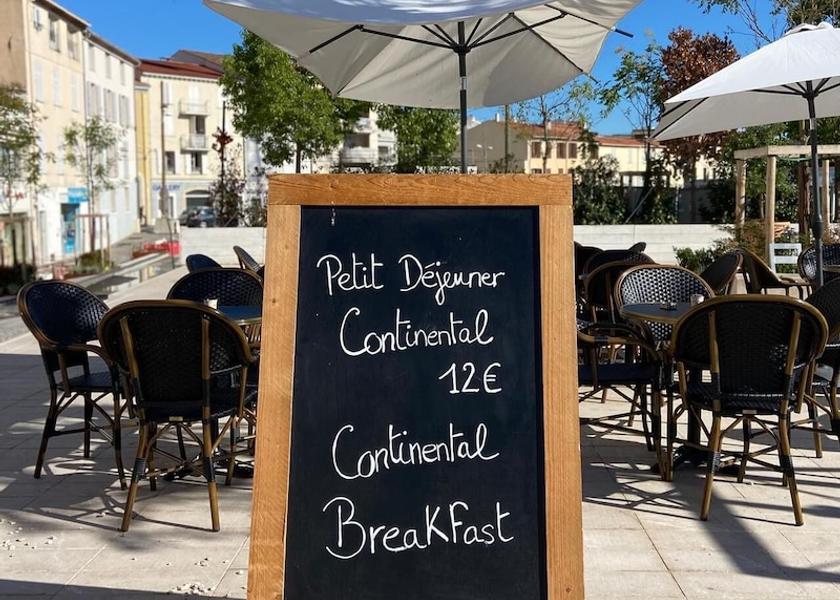 Petit Déjeuner
Continental
12€
Continental
Breakfast